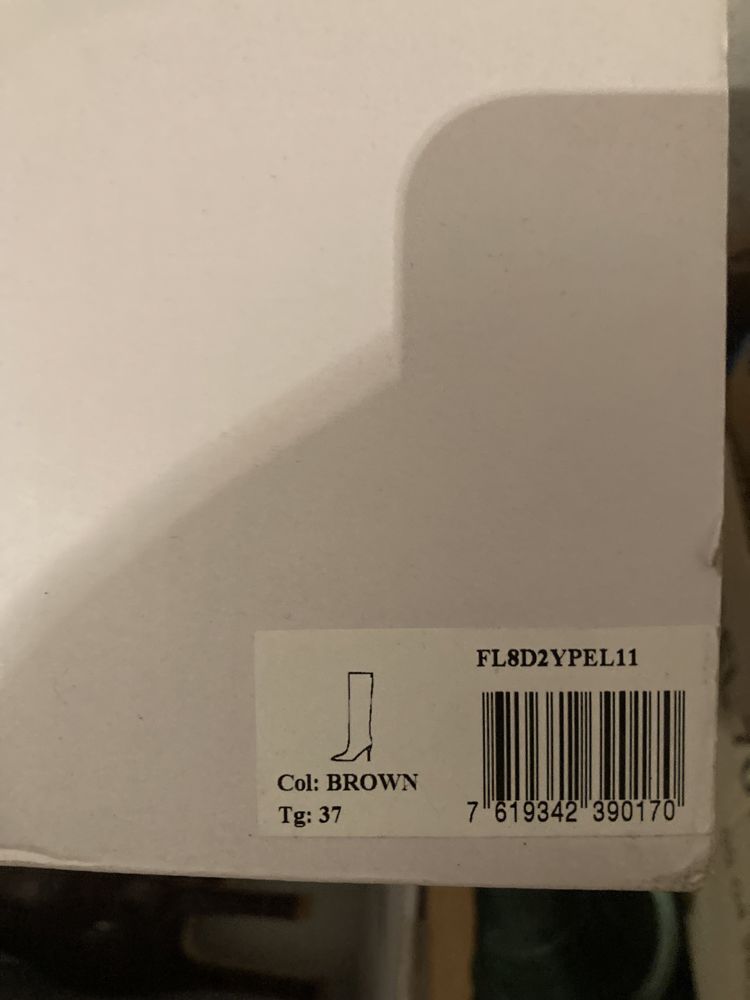 FL8D2YPEL11
Col: BROWN
Tg: 37
7 619342 390170